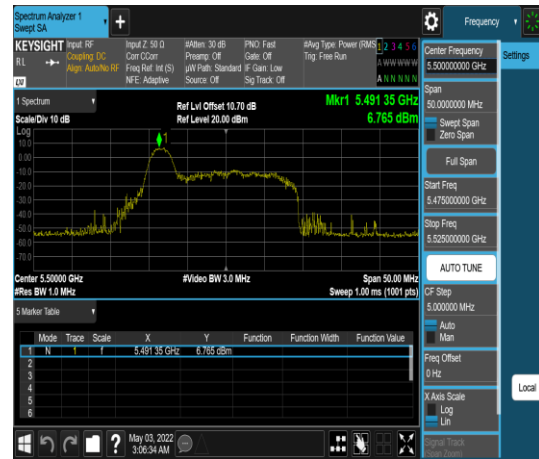 Spectrum Analyzer 1
Swept SA
Frequency
KEYSIGHT
Input: RF
Input Z: 50 Ω
#Atten: 30 dB
PNO: Fast
#Avg Type: Power (RMS
1 2 3 4 5 6
RL
Coupling: DC
Corr CCorr
Preamp: Off
Gate: Off
Trig: Free Run
Align: Auto/No RF
Freq Ref: Int (S)
µW Path: Standard
IF Gain: Low
A W W W W W
NFE: Adaptive
Source: Off
Sig Track: Off
A N N N N N
1 Spectrum
Ref Lvl Offset 10.70 dB
Mkr1 5.491 35 GHz
Scale/Div 10 dB
Ref Level 20.00 dBm
6.765 dBm
Log
1
10.0
0.00
-10.0
-20.0
-30.0
-40.0
-50.0
-60.0
-70.0
Center 5.50000 GHz
#Video BW 3.0 MHz
Span 50.00 MHz
#Res BW 1.0 MHz
Sweep 1.00 ms (1001 pts)
5 Marker Table
Mode Trace Scale X Y Function Function Width Function Value
1 N 1 f 5.491 35 GHz 6.765 dBm
2
3
4
5
6
May 03, 2022
3:06:34 AM
Center Frequency
5.500000000 GHz
Settings
Span
50.0000000 MHz
Swept Span
Zero Span
Full Span
Start Freq
5.475000000 GHz
Stop Freq
5.525000000 GHz
AUTO TUNE
CF Step
5.000000 MHz
Auto
Man
Freq Offset
0 Hz
X Axis Scale
Log
Lin
Local
Signal Track
(Span Zoom)